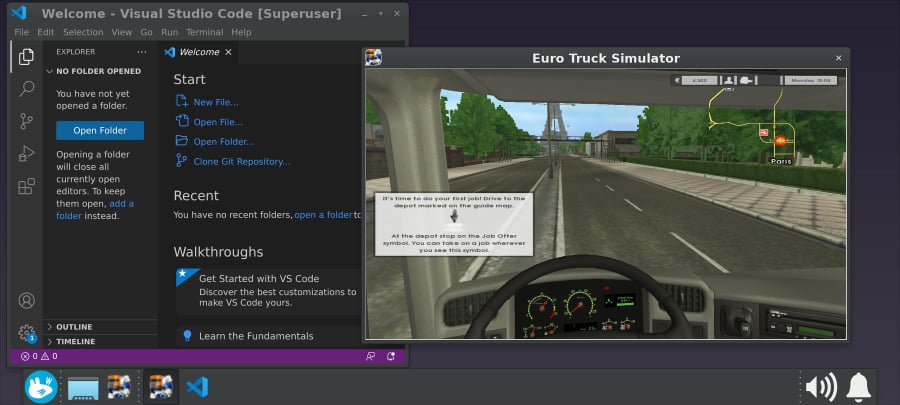 Welcome - Visual Studio Code [Superuser]
File Edit Selection View Go Run Terminal Help
EXPLORER
NO FOLDER OPENED
You have not yet
opened a folder.
Open Folder
Opening a folder
will close all
currently open
editors. To keep
them open, add a
folder instead.
OUTLINE
TIMELINE
1
0 0
Welcome
Start
New File...
Open File...
Open Folder...
Clone Git Repository...
Recent
You have no recent folders, open a folder to
Walkthroughs
Get Started with VS Code
Discover the best customizations to
make VS Code yours.
Learn the Fundamentals
Euro Truck Simulator
Monday
Paris
It's time to do your first job! Drive to the
depot marked on the guide map.
At the depot stop on the Job Offer
symbol. You can take on a job wherever
you see this symbol.